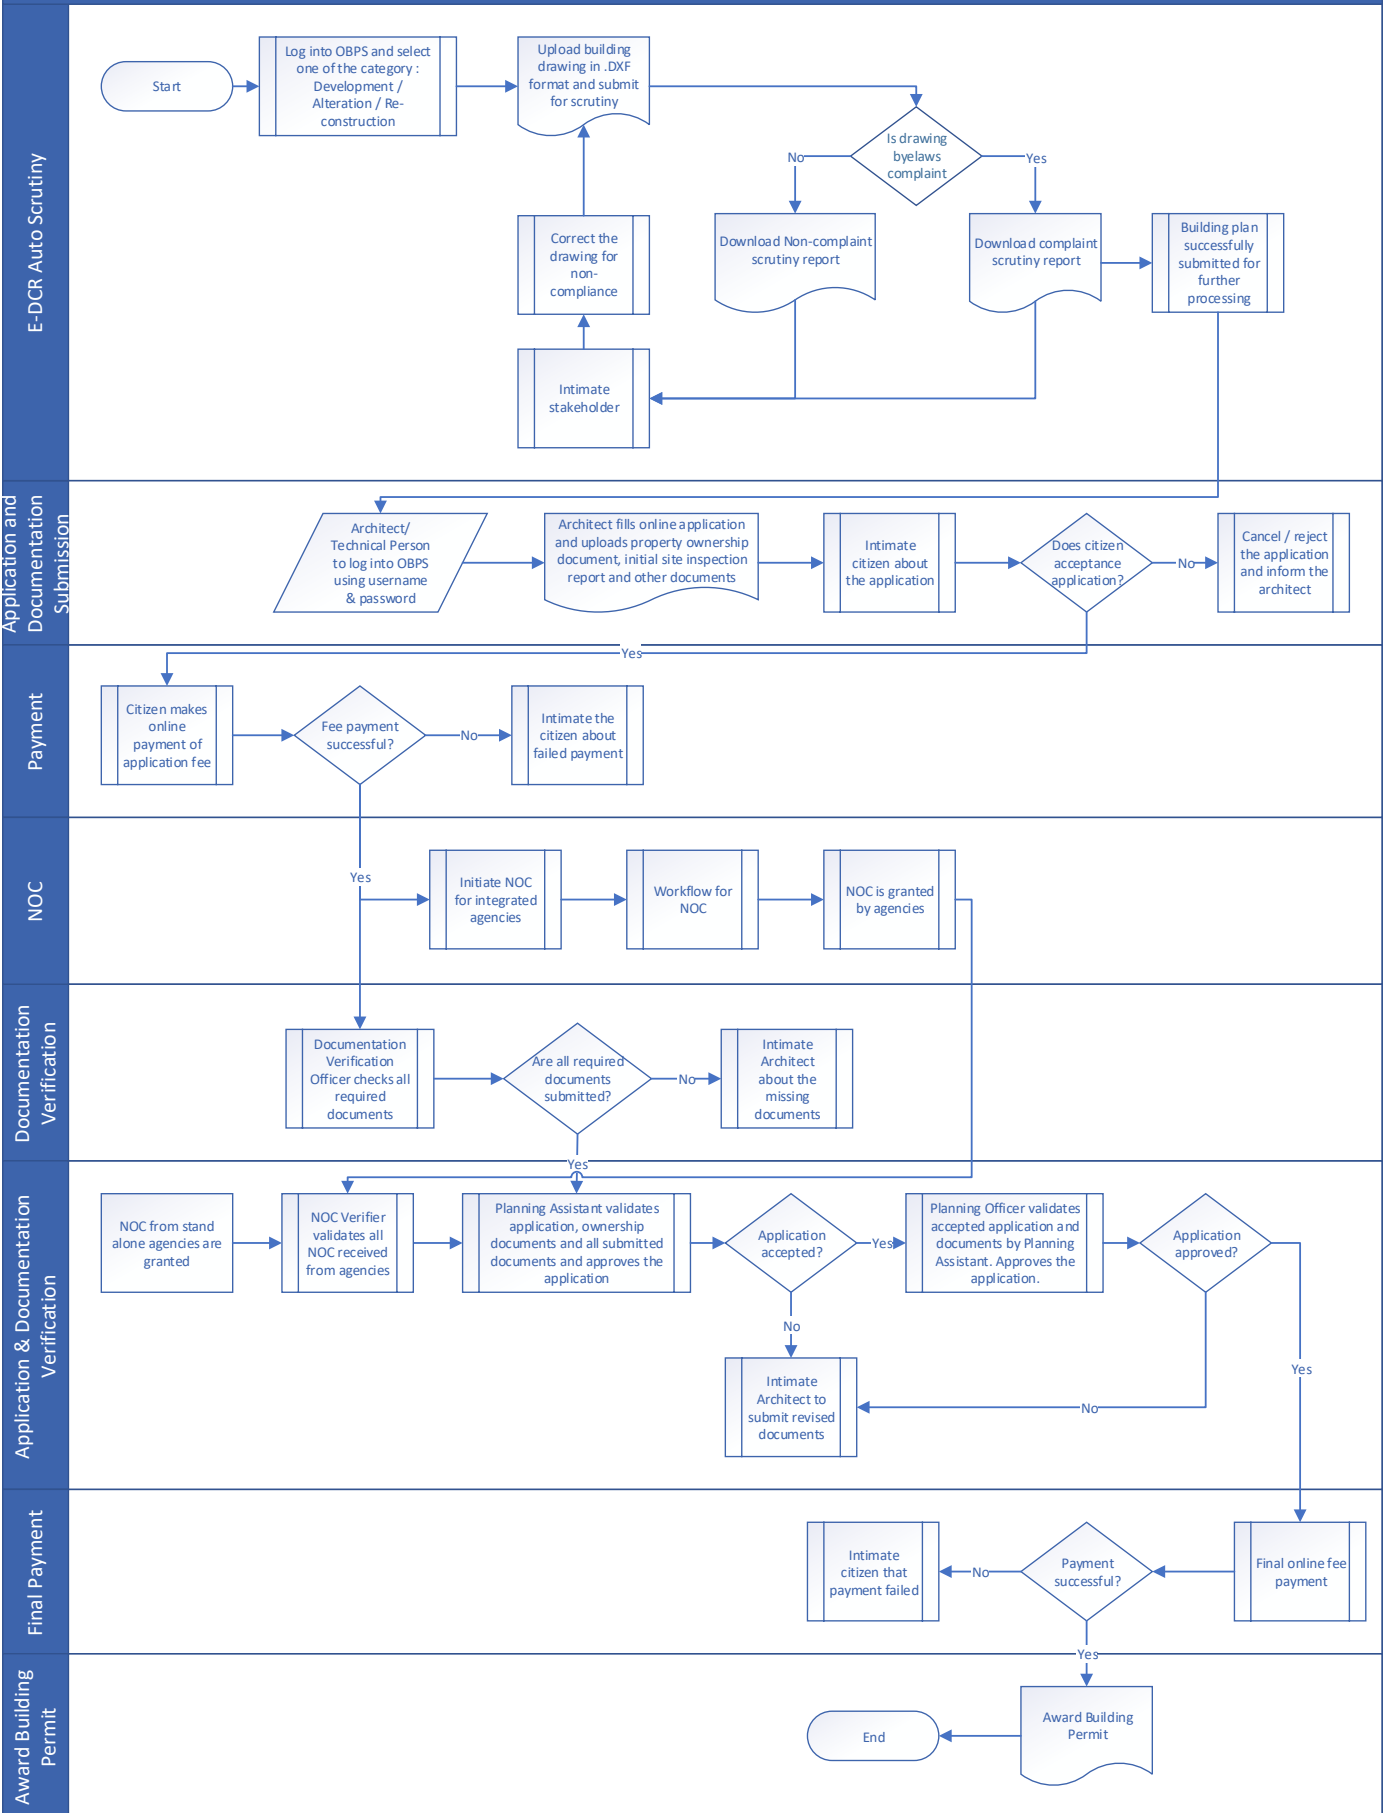 E-DCR Auto Scrutiny
Start
Log into OBPS and select
one of the category :
Development /
Alteration / Re-
construction
Upload building
drawing in .DXF
format and submit
for scrutiny
Is drawing
byelaws
complaint
No
Yes
Correct the
drawing for
non-
compliance
Download Non-complaint
scrutiny report
Download complaint
scrutiny report
Building plan
successfully
submitted for
further
processing
Intimate
stakeholder
Application and
Documentation
Submission
Architect/
Technical Person
to log into OBPS
using username
& password
Architect fills online application
and uploads property ownership
document, initial site inspection
report and other documents
Intimate
citizen about
the application
Does citizen
acceptance
application?
No
Cancel / reject
the application
and inform the
architect
Yes
Payment
Citizen makes
online
payment of
application fee
Fee payment
successful?
No
Intimate the
citizen about
failed payment
NOC
Yes
Initiate NOC
for integrated
agencies
Workflow for
NOC
NOC is granted
by agencies
Documentation
Verification
Documentation
Verification
Officer checks all
required
documents
Are all required
documents
submitted?
No
Intimate
Architect
about the
missing
documents
Yes
Application & Documentation
Verification
NOC from stand
alone agencies are
granted
NOC Verifier
validates all
NOC received
from agencies
Planning Assistant validates
application, ownership
documents and all submitted
documents and approves the
application
Application
accepted?
Yes
Planning Officer validates
accepted application and
documents by Planning
Assistant. Approves the
application.
Application
approved?
No
Yes
Intimate
Architect to
submit revised
documents
No
Final Payment
Intimate
citizen that
payment failed
No
Payment
successful?
Final online fee
payment
Yes
Award Building
Permit
End
Award Building
Permit